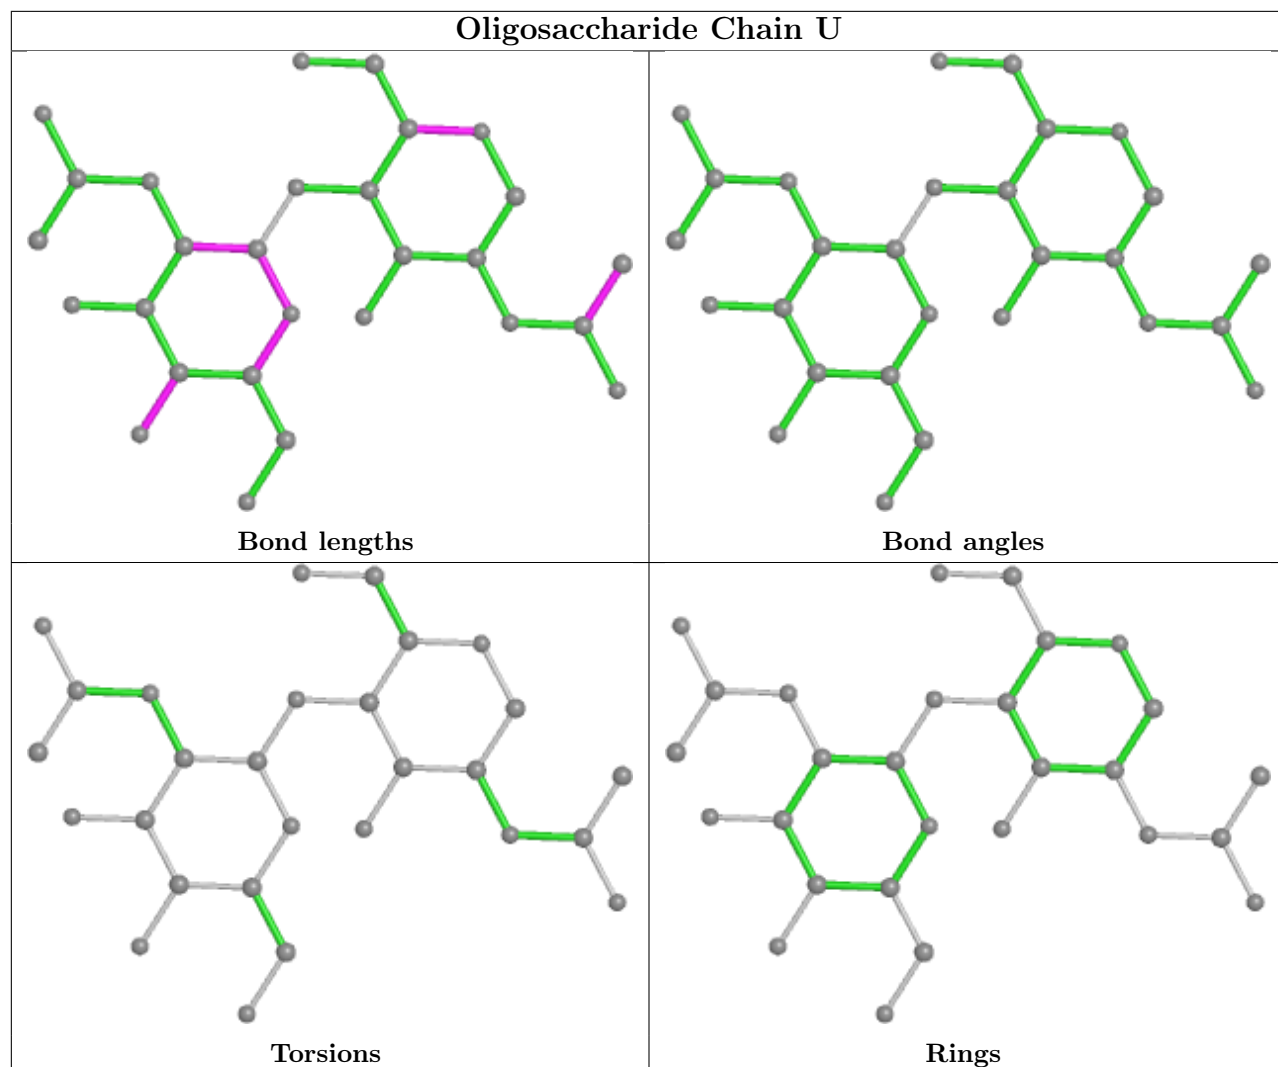 Oligosaccharide Chain U
Bond lengths
Bond angles
Torsions
Rings